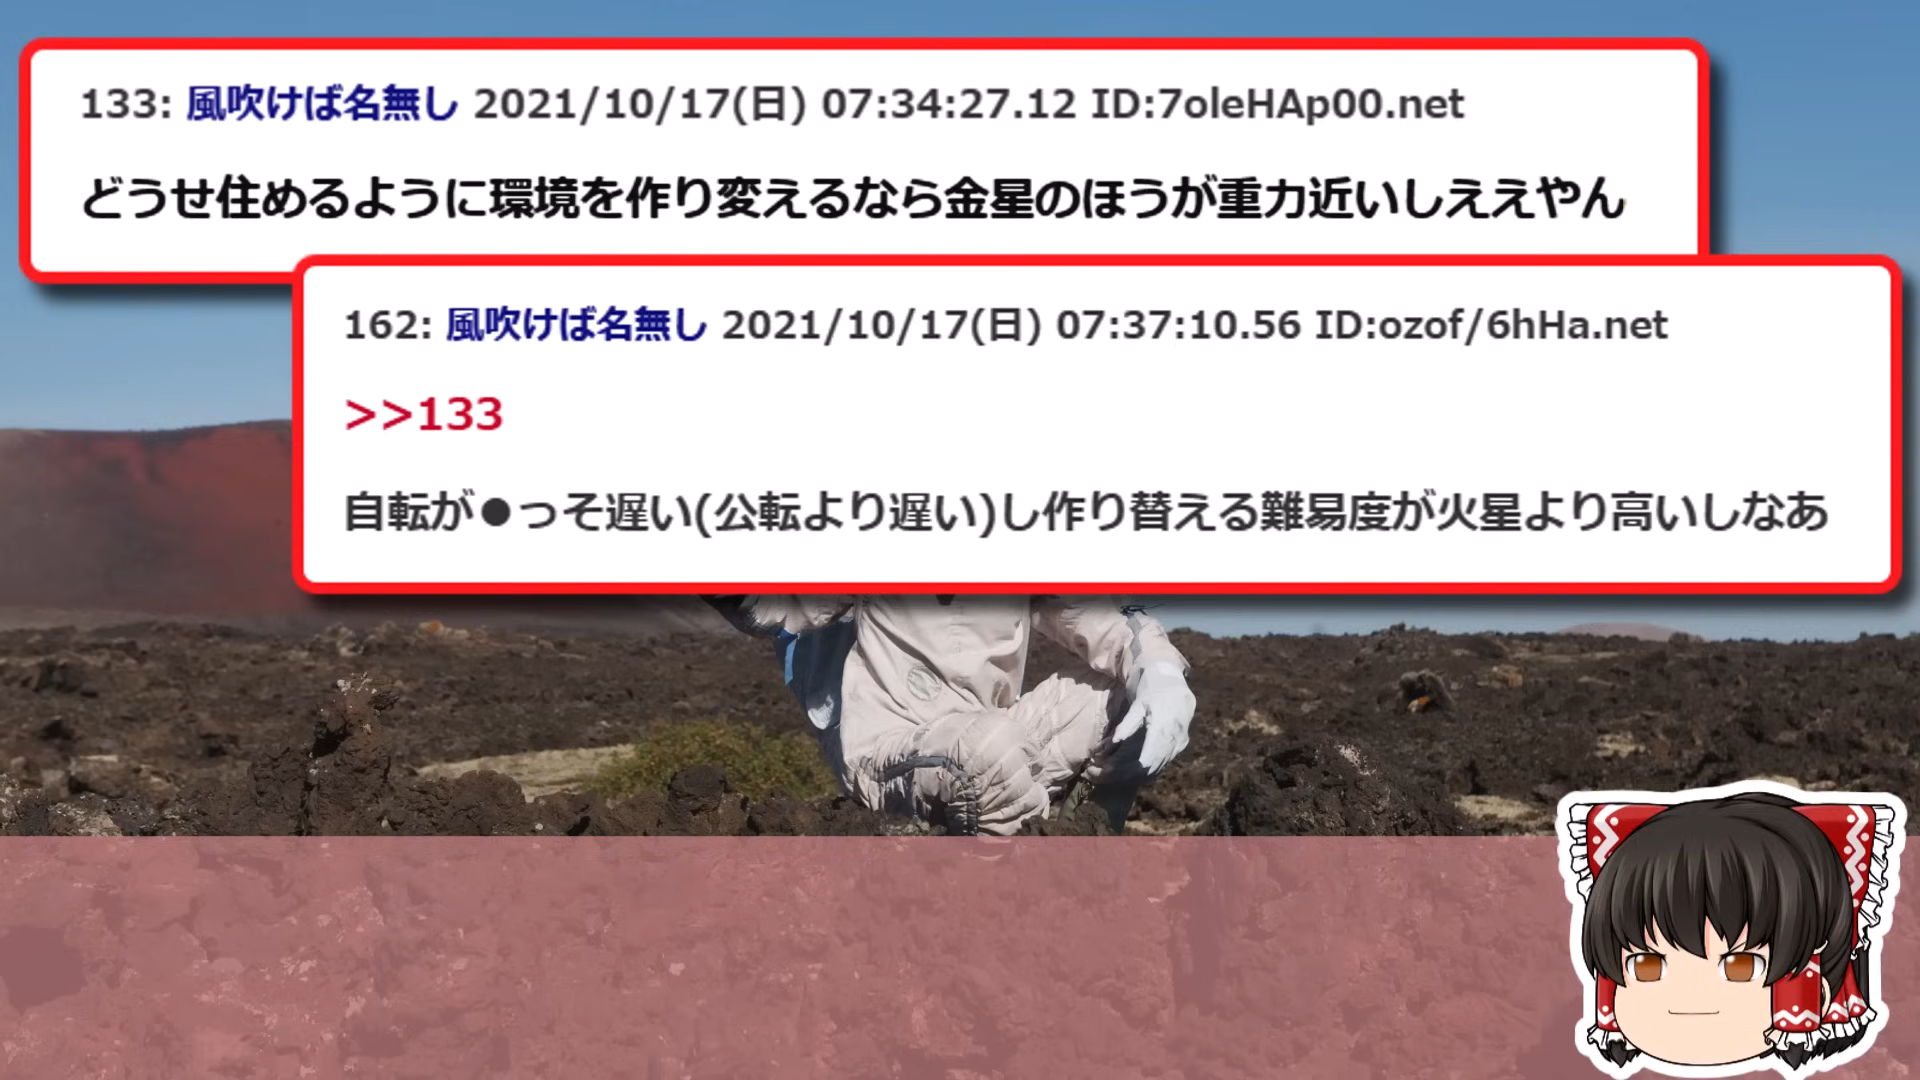 133: 風吹けば名無し 2021/10/17(日) 07:34:27.12 ID:7oleHAp00.net
どうせ住めるように環境を作り変えるなら金星のほうが重力近いしええやん
162: 風吹けば名無し 2021/10/17(日) 07:37:10.56 ID:ozof/6hHa.net
>>133
自転が●っそ遅い(公転より遅い)し作り替える難易度が火星より高いしなあ